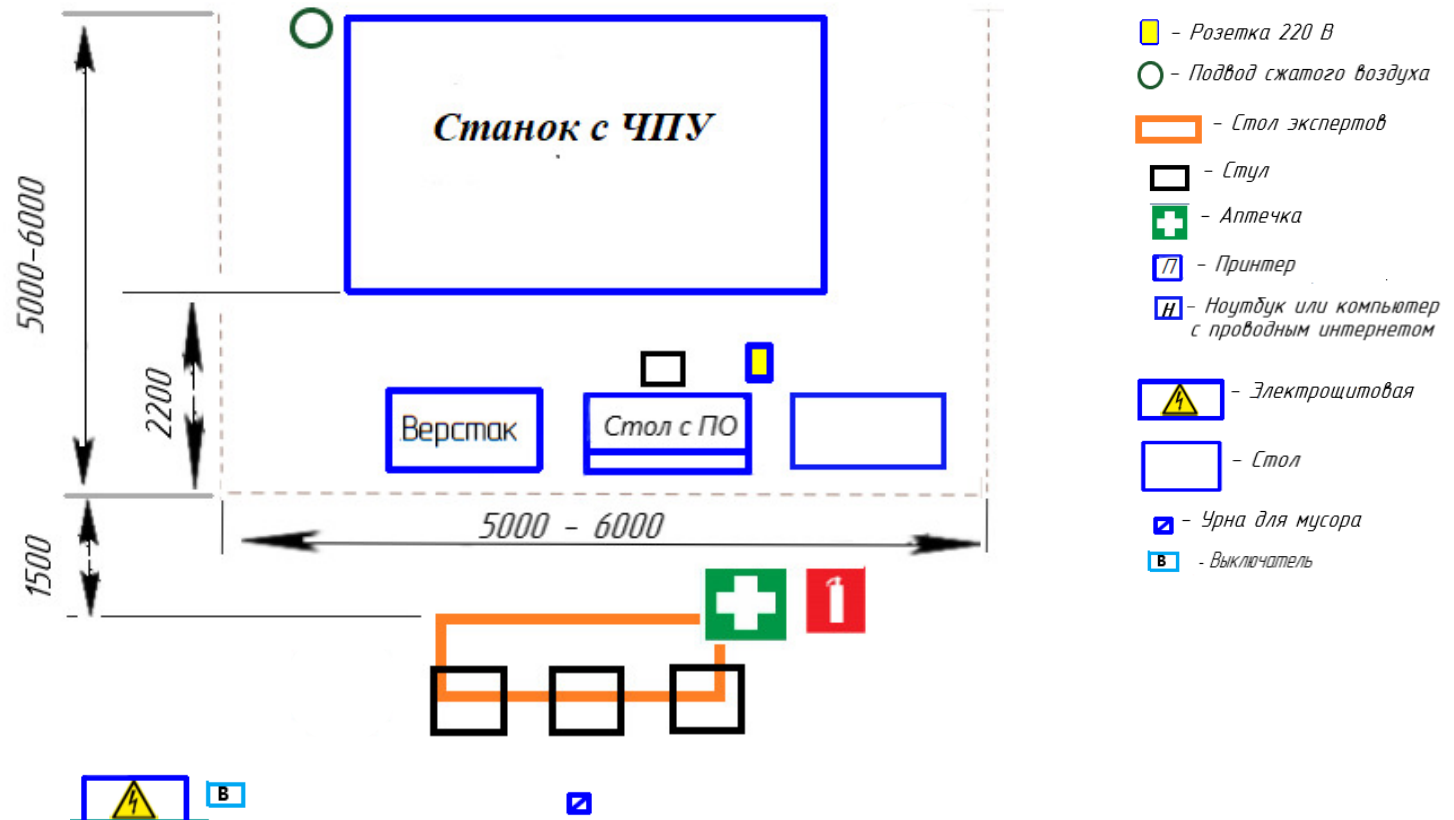 Станок с ЧПУ
5000-6000
2200
Верстак
Стол с ПО
5000 - 6000
1500
В
- Розетка 220 В
- Подвод сжатого воздуха
- Стол экспертов
- Стул
- Аптечка
П - Принтер
Н - Ноутбук или компьютер
с проводным интернетом
- Электрощитовая
- Стол
- Урна для мусора
В - Выключатель